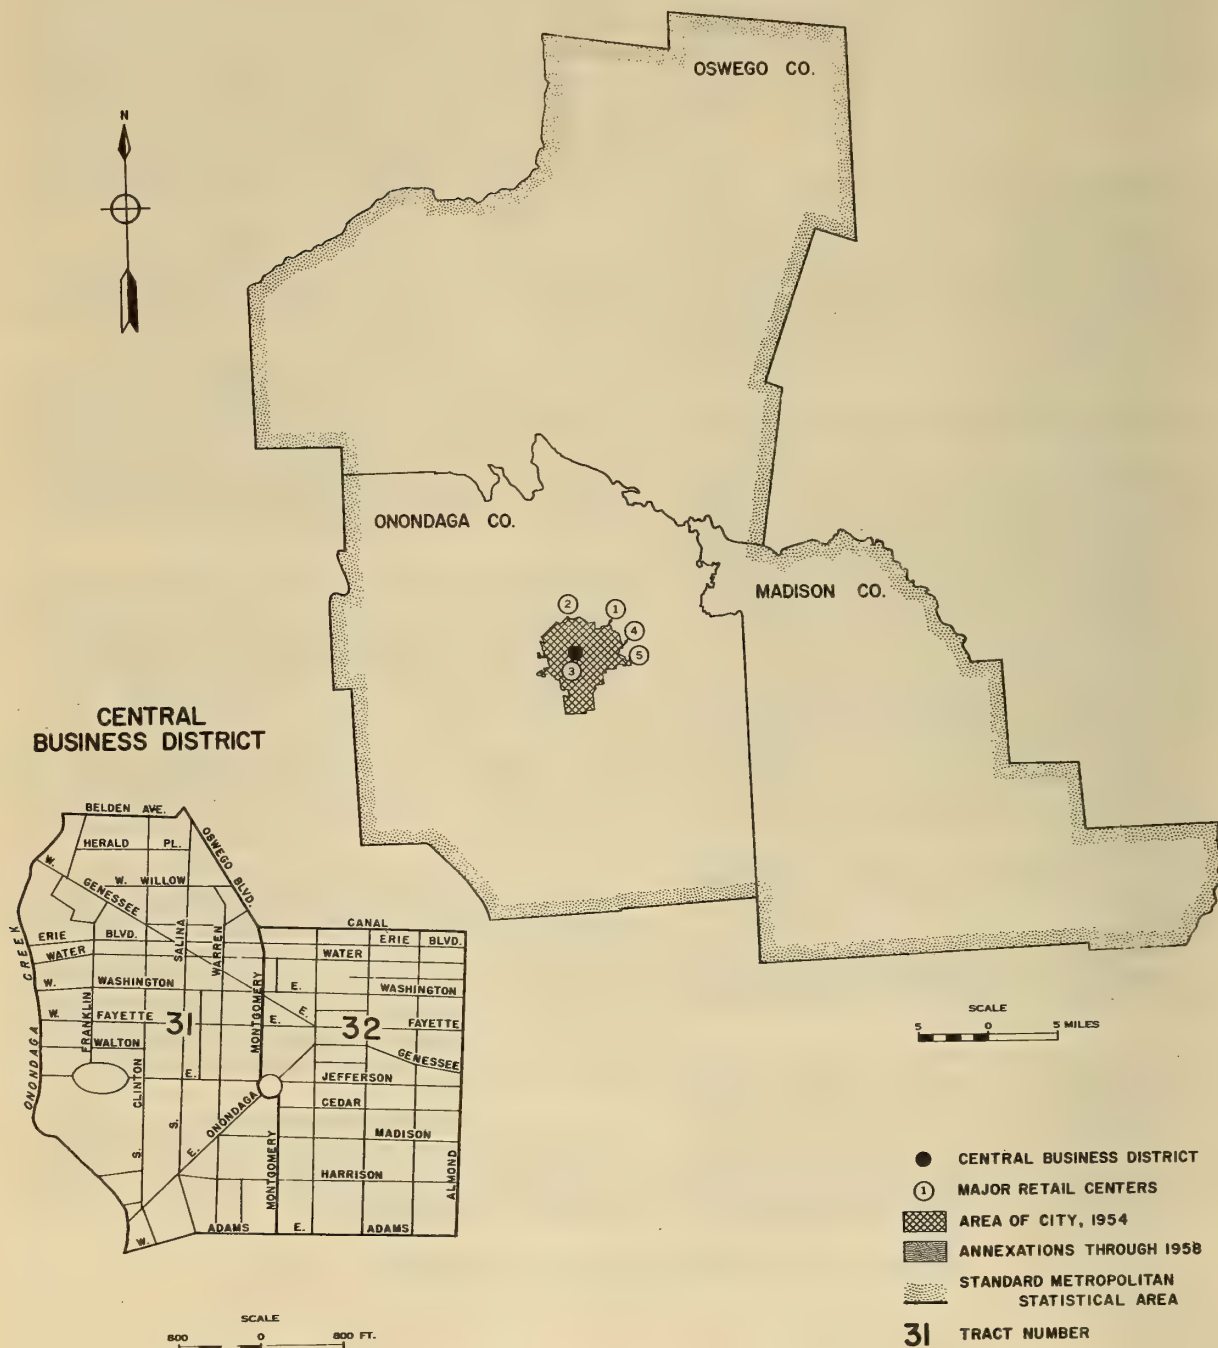 N
OSWEGO CO.
ONONDAGA CO.
MADISON CO.
2
1
4
5
3
CENTRAL
BUSINESS DISTRICT
BELDEN AVE.
HERALD PL.
OSWEGO BLVD.
W. GENESSEE
W. WILLOW
SALINA
WARREN
CANAL
ERIE BLVD.
ERIE BLVD.
WATER
WATER
W. WASHINGTON
E. WASHINGTON
MONTGOMERY
FRANKLIN
W. FAYETTE
31
E.
E.
32
FAYETTE
WALTON
GENESSEE
ONONDAGA CREEK
E. JEFFERSON
S. CLINTON
S.
E. ONONDAGA
CEDAR
MADISON
MONTGOMERY
HARRISON
ALMOND
W. ADAMS
E. ADAMS
SCALE
800 0 800 FT.
SCALE
5 0 5 MILES
CENTRAL BUSINESS DISTRICT
1 MAJOR RETAIL CENTERS
AREA OF CITY, 1954
ANNEXATIONS THROUGH 1958
STANDARD METROPOLITAN
STATISTICAL AREA
31 TRACT NUMBER